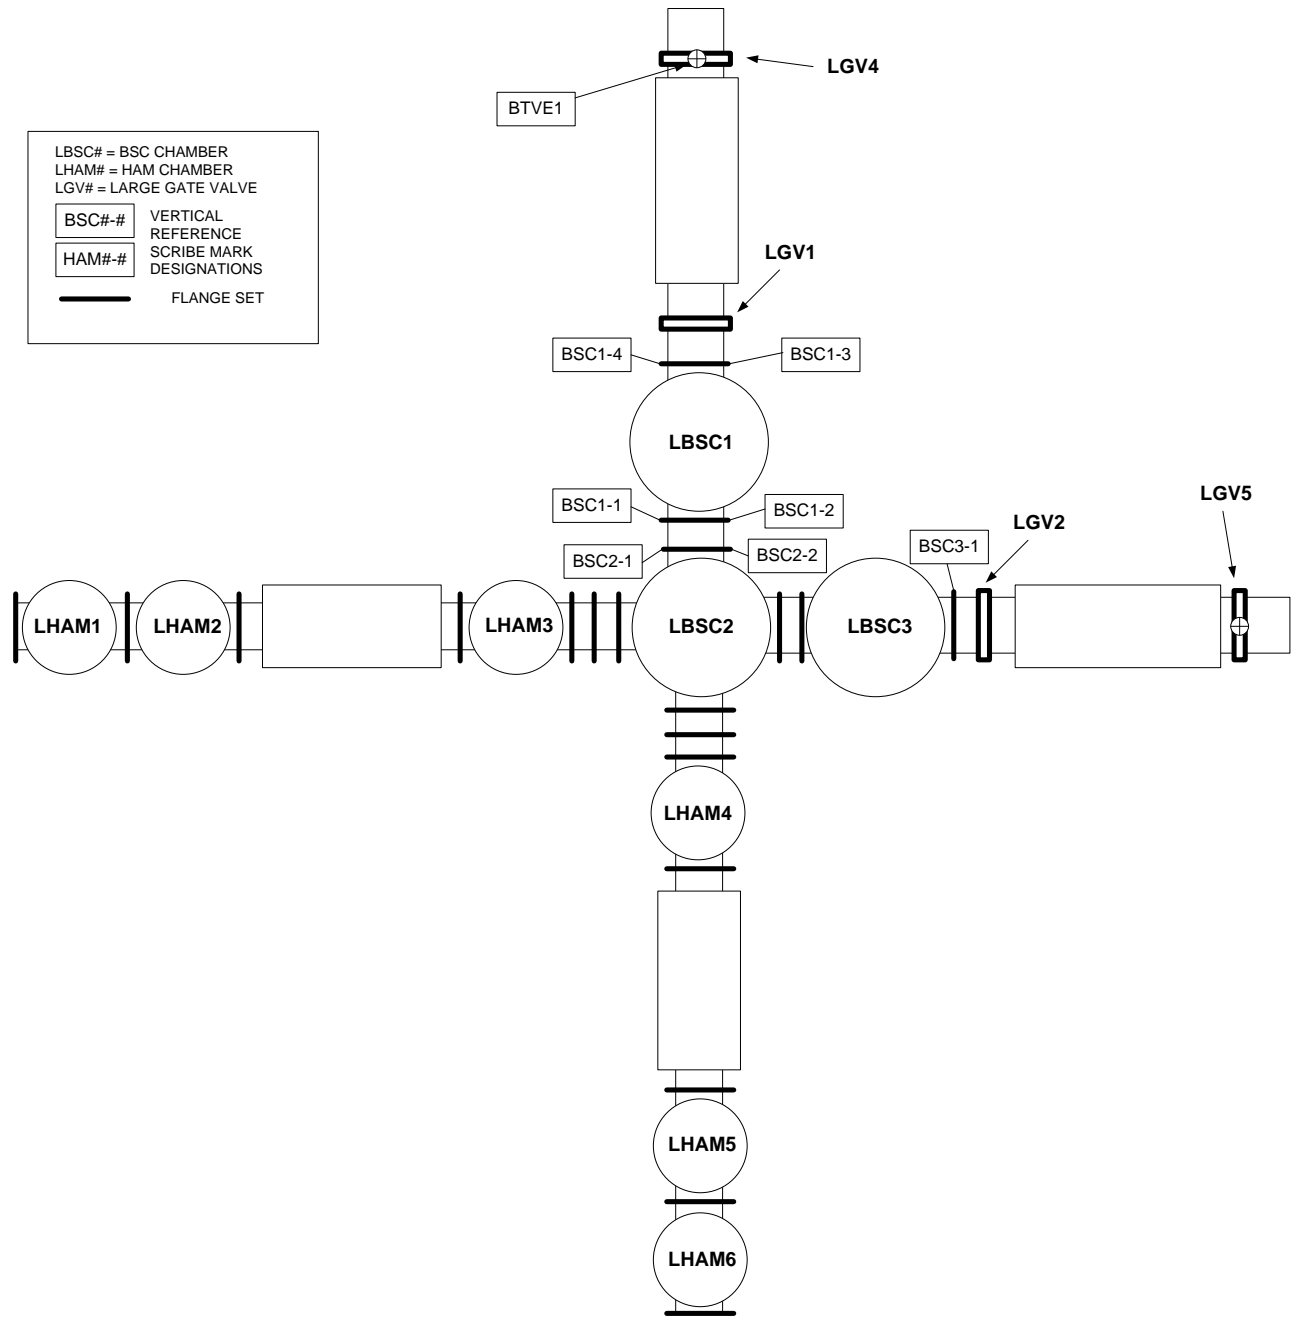 LGV4
BTVE1
LBSC# = BSC CHAMBER
LHAM# = HAM CHAMBER
LGV# = LARGE GATE VALVE
BSC#-#
HAM#-#
VERTICAL
REFERENCE
SCRIBE MARK
DESIGNATIONS
FLANGE SET
LGV1
BSC1-4
BSC1-3
LBSC1
BSC1-1
BSC1-2
BSC2-1
BSC2-2
BSC3-1
LGV2
LGV5
LHAM1
LHAM2
LHAM3
LBSC2
LBSC3
LHAM4
LHAM5
LHAM6